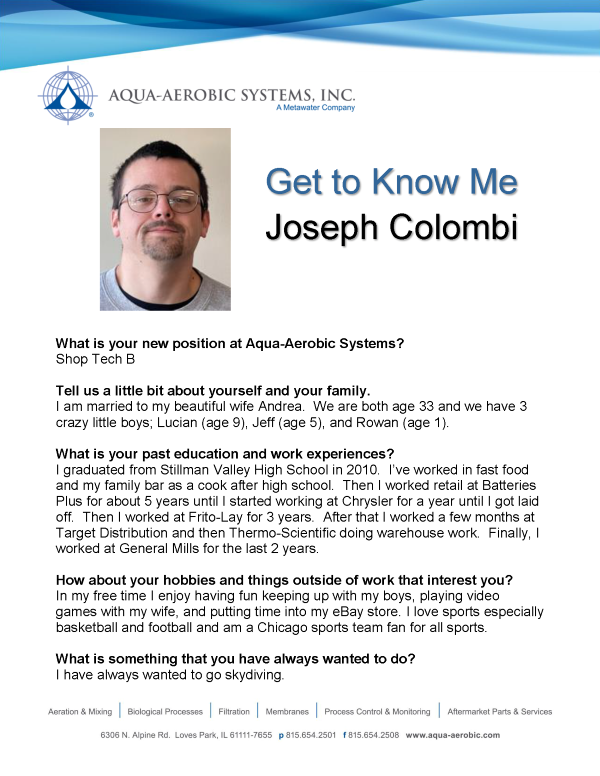 AQUA-AEROBIC SYSTEMS, INC.
A Metawater Company
®
Get to Know Me
Joseph Colombi
What is your new position at Aqua-Aerobic Systems?
Shop Tech B
Tell us a little bit about yourself and your family.
I am married to my beautiful wife Andrea.  We are both age 33 and we have 3
crazy little boys; Lucian (age 9), Jeff (age 5), and Rowan (age 1).
What is your past education and work experiences?
I graduated from Stillman Valley High School in 2010.  I’ve worked in fast food
and my family bar as a cook after high school.  Then I worked retail at Batteries
Plus for about 5 years until I started working at Chrysler for a year until I got laid
off.  Then I worked at Frito-Lay for 3 years.  After that I worked a few months at
Target Distribution and then Thermo-Scientific doing warehouse work.  Finally, I
worked at General Mills for the last 2 years.
How about your hobbies and things outside of work that interest you?
In my free time I enjoy having fun keeping up with my boys, playing video
games with my wife, and putting time into my eBay store. I love sports especially
basketball and football and am a Chicago sports team fan for all sports.
What is something that you have always wanted to do?
I have always wanted to go skydiving.
Aeration & Mixing | Biological Processes | Filtration | Membranes | Process Control & Monitoring | Aftermarket Parts & Services
6306 N. Alpine Rd.  Loves Park, IL 61111-7655  p 815.654.2501  f 815.654.2508  www.aqua-aerobic.com